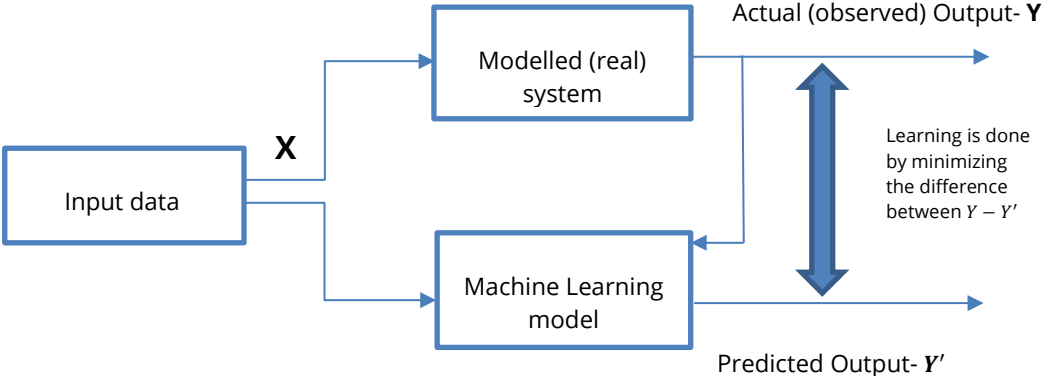 Actual (observed) Output- Y
Modelled (real)
system
X
Learning is done
by minimizing
the difference
between Y − Y′
Input data
Machine Learning
model
Predicted Output- Y′